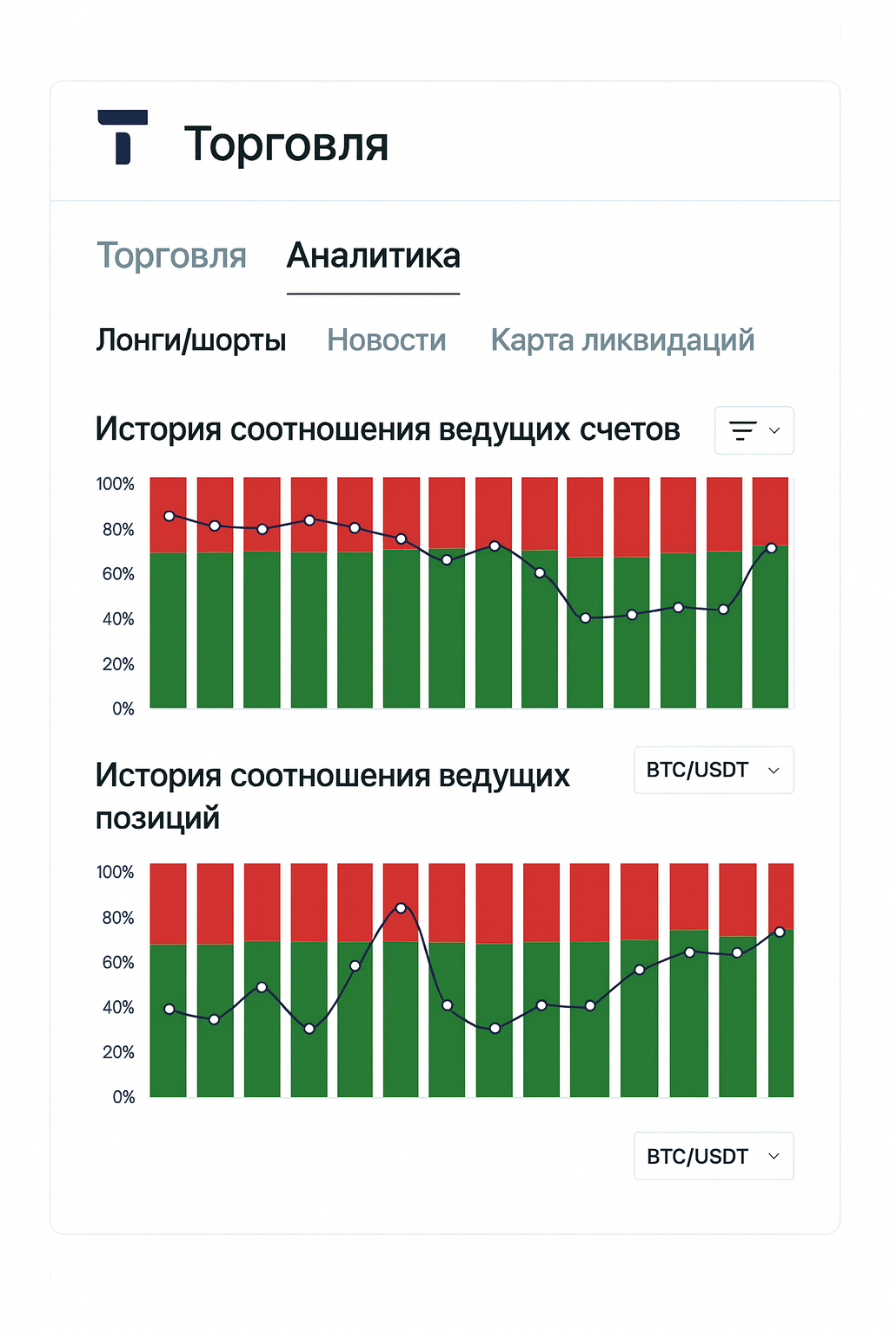 T Торговля
Торговля Аналитика
Лонги/шорты Новости Карта ликвидаций
История соотношения ведущих счетов
100%
80%
60%
40%
20%
0%
История соотношения ведущих
позиций
BTC/USDT
100%
80%
60%
40%
20%
0%
BTC/USDT